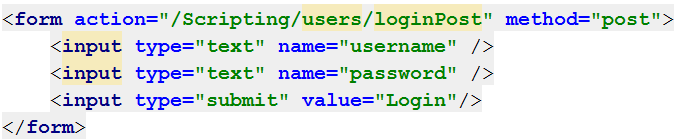 <form action="/Scripting/users/loginPost" method="post">
    <input type="text" name="username" />
    <input type="text" name="password" />
    <input type="submit" value="Login"/>
</form>